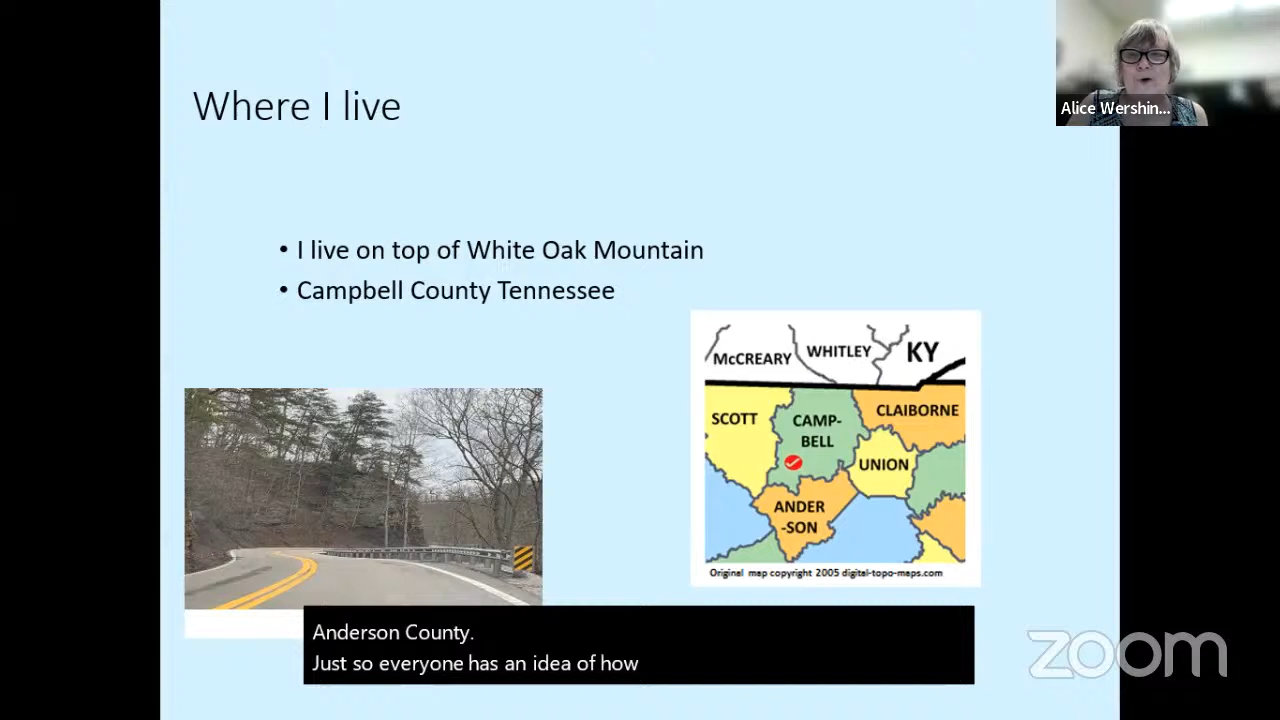 Where I live
Alice Wershin...
• I live on top of White Oak Mountain
• Campbell County Tennessee
McCREARY
WHITLEY
KY
SCOTT
CAMP-
BELL
CLAIBORNE
UNION
ANDER
-SON
Original map copyright 2005 digital-topo-maps.com
Anderson County.
Just so everyone has an idea of how
zoom